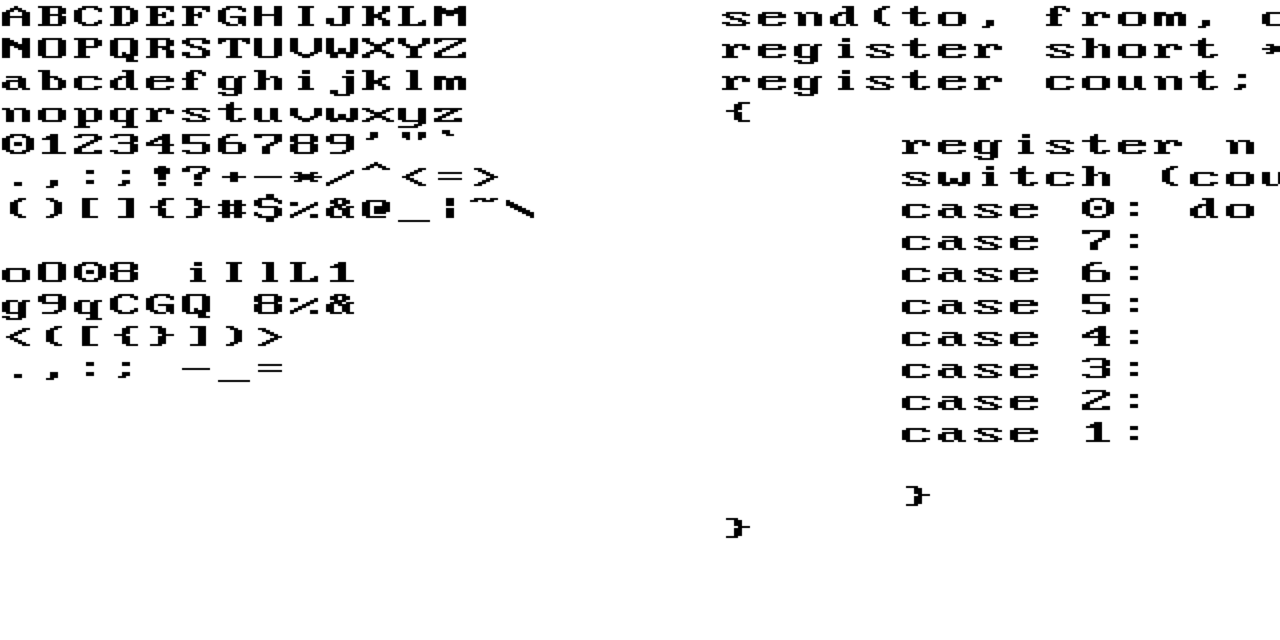 ABCDEFGHIJKLM
NOPQRSTUVWXYZ
abcdefghijklm
nopqrstuvwxyz
0123456789'"`
.,:;!?+-*/^<=>
()[]{}#$%&@_¦~\
oO08 iIlL1
g9qCGQ 8%&
<([{}])>
.,:; -_=
send(to, from, c
register short *
register count;
{
register n
switch (cou
case 0: do
case 7:
case 6:
case 5:
case 4:
case 3:
case 2:
case 1:
}
}